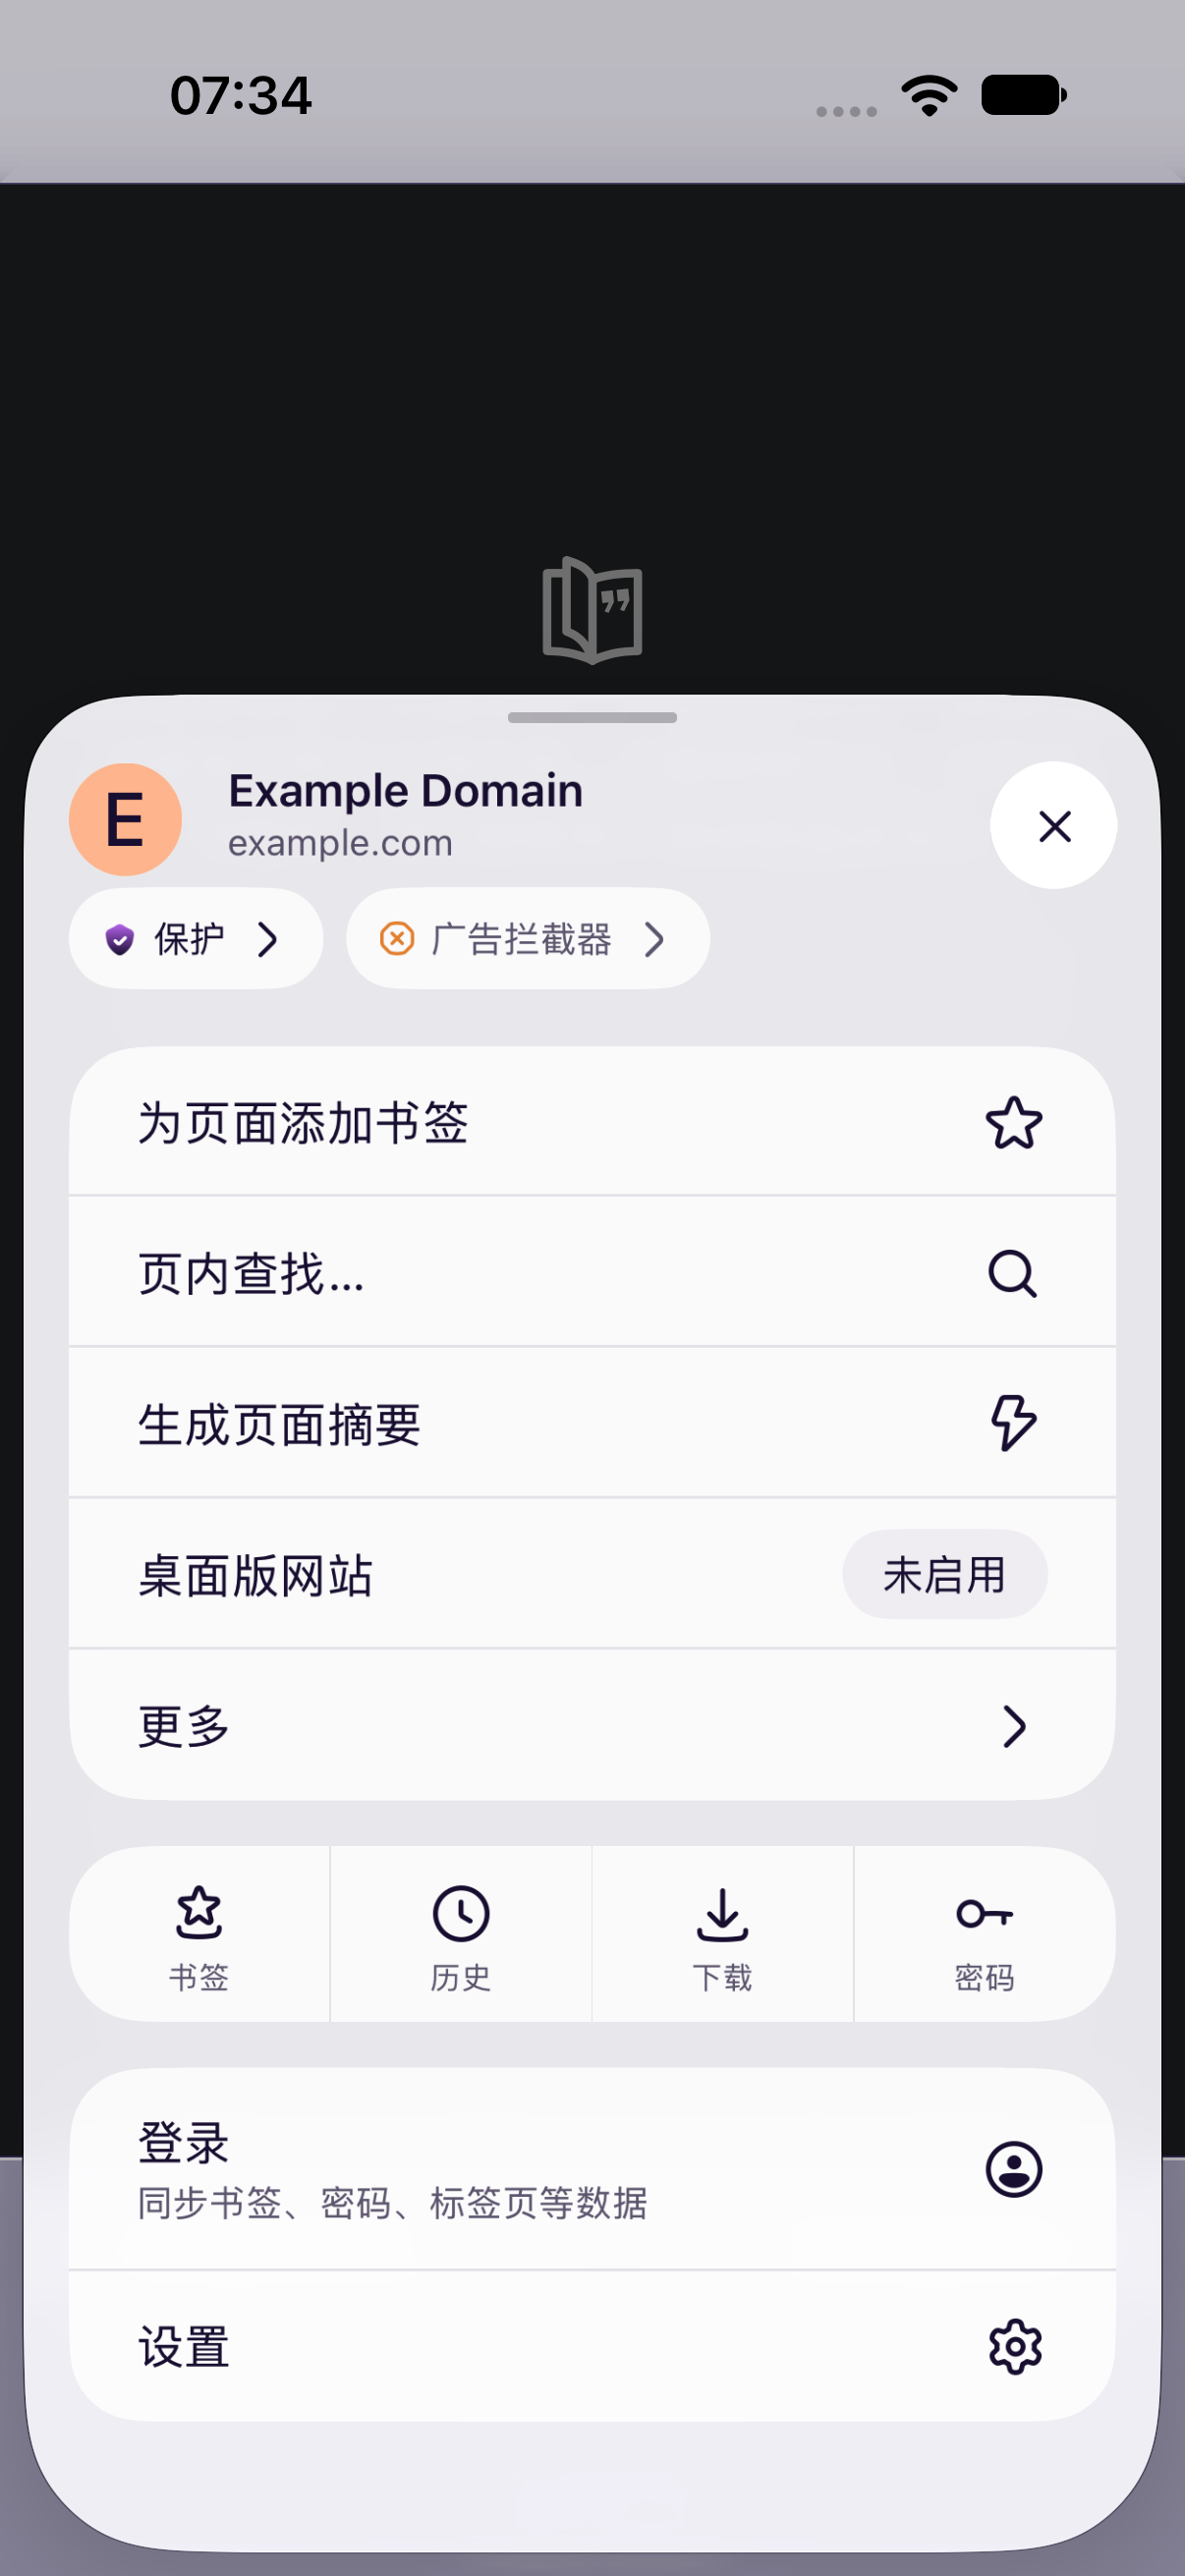 07:34
E
Example Domain
example.com
保护
广告拦截器
为页面添加书签
页内查找...
生成页面摘要
桌面版网站
未启用
更多
书签
历史
下载
密码
登录
同步书签、密码、标签页等数据
设置